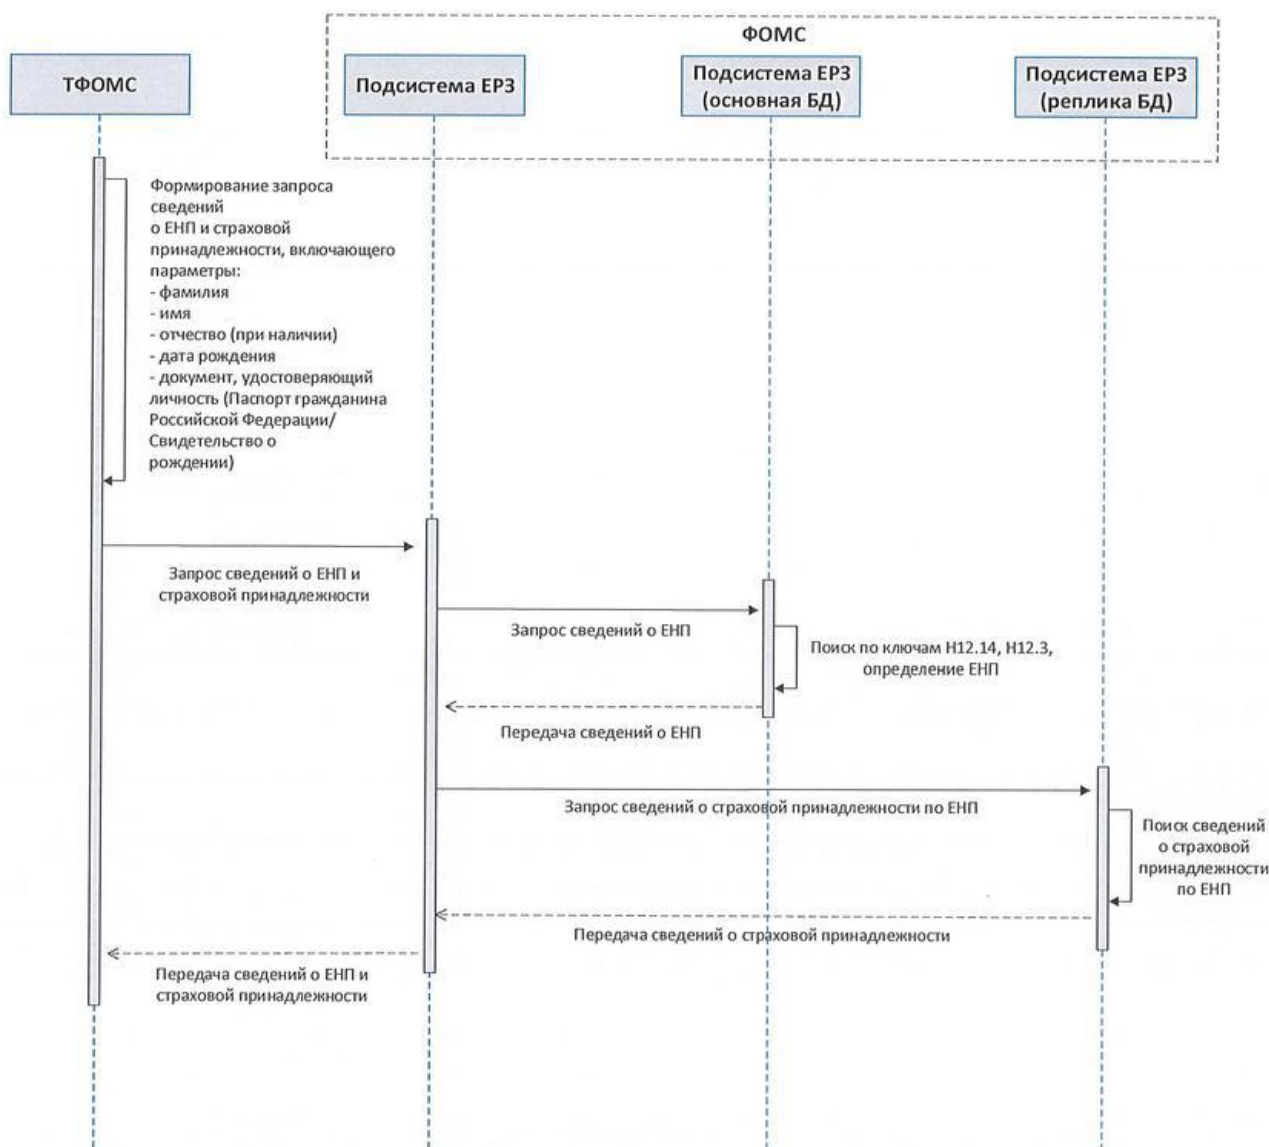 ФОМС
ТФОМС
Подсистема ЕРЗ
Подсистема ЕРЗ
(основная БД)
Подсистема ЕРЗ
(реплика БД)
Формирование запроса
сведений
о ЕНП и страховой
принадлежности, включающего
параметры:
- фамилия
- имя
- отчество (при наличии)
- дата рождения
- документ, удостоверяющий
личность (Паспорт гражданина
Российской Федерации/
Свидетельство о
рождении)
Запрос сведений о ЕНП и
страховой принадлежности
Запрос сведений о ЕНП
Поиск по ключам Н12.14, Н12.3,
определение ЕНП
Передача сведений о ЕНП
Запрос сведений о страховой принадлежности по ЕНП
Поиск сведений
о страховой
принадлежности
по ЕНП
Передача сведений о страховой принадлежности
Передача сведений о ЕНП и
страховой принадлежности